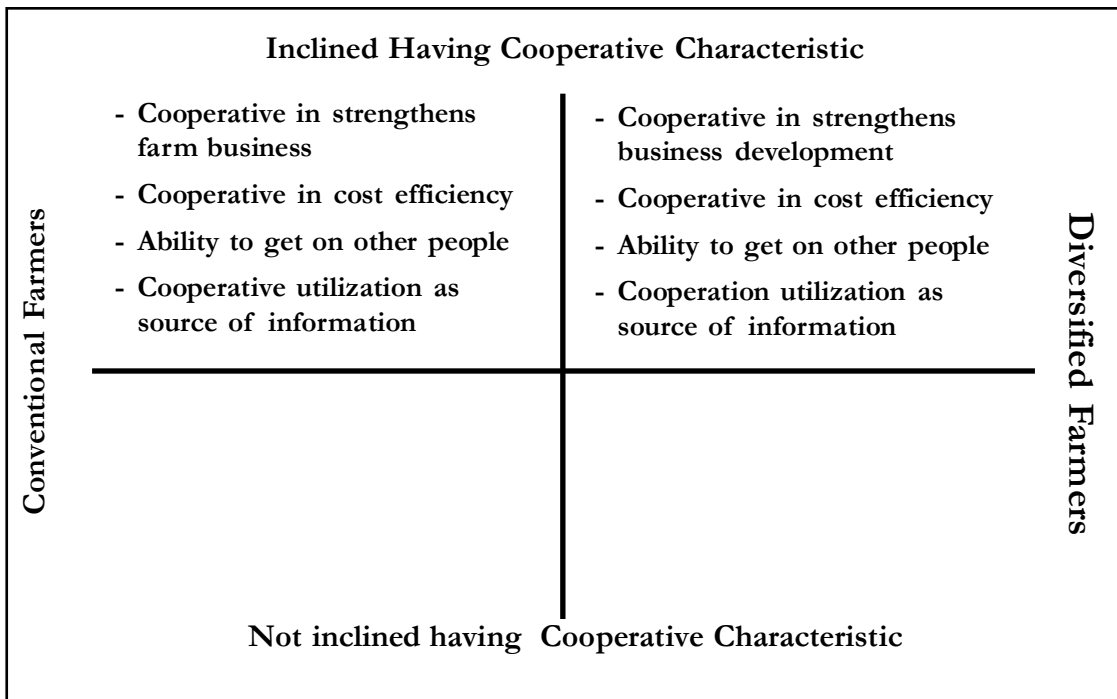 Inclined Having Cooperative Characteristic
Conventional Farmers
- Cooperative in strengthens
farm business
- Cooperative in cost efficiency
- Ability to get on other people
- Cooperative utilization as
source of information
- Cooperative in strengthens
business development
- Cooperative in cost efficiency
- Ability to get on other people
- Cooperation utilization as
source of information
Diversified Farmers
Not inclined having Cooperative Characteristic